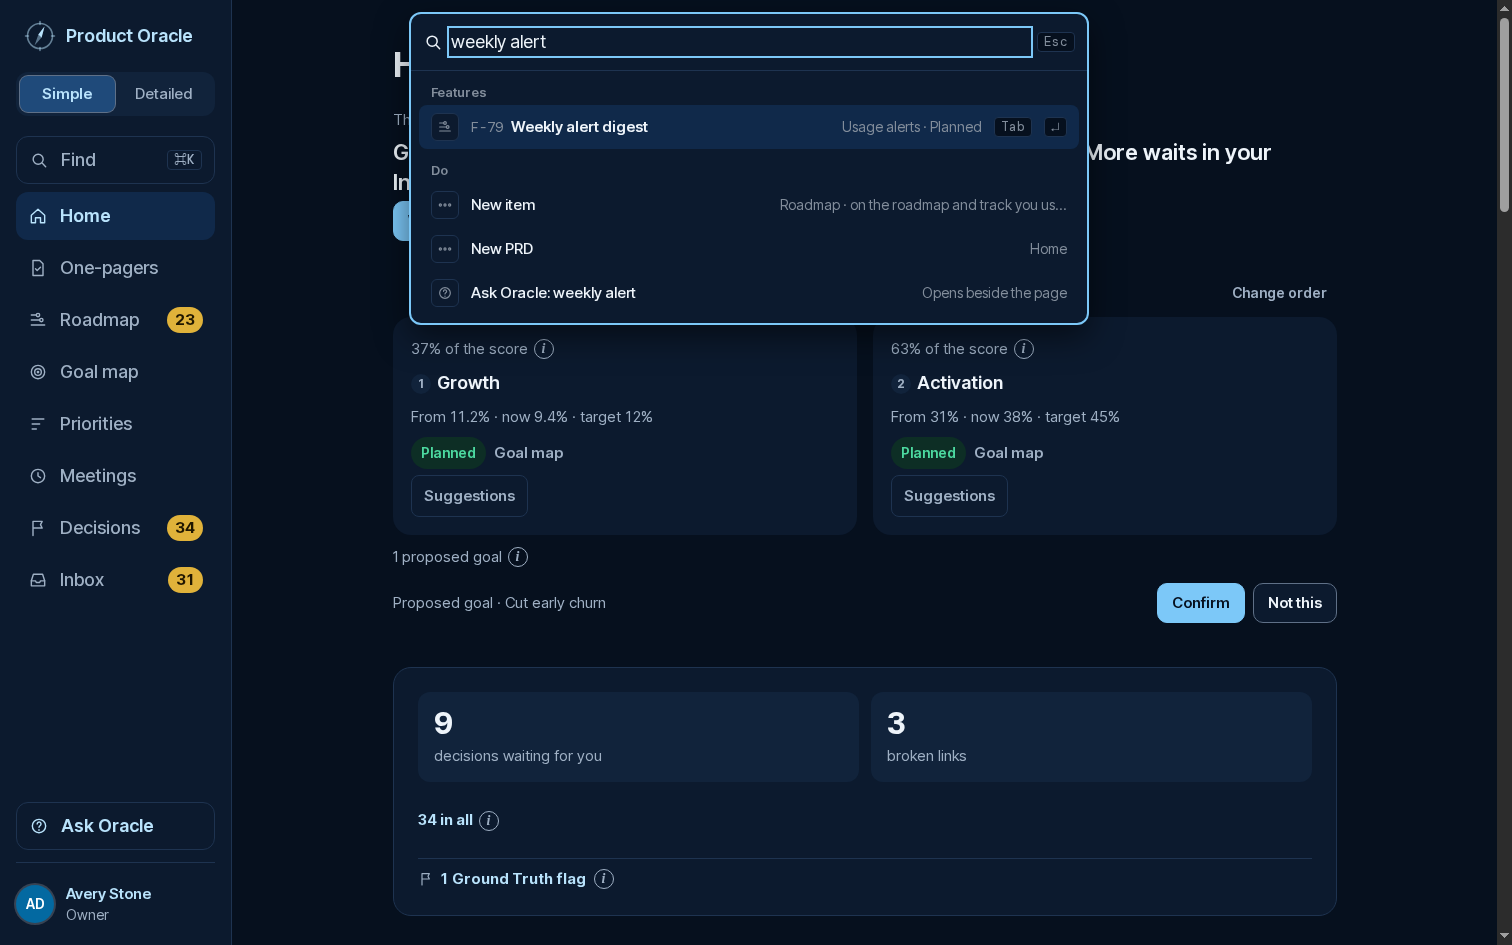 Product Oracle
Simple
Detailed
Find
⌘K
Home
One-pagers
Roadmap
23
Goal map
Priorities
Meetings
Decisions
34
Inbox
31
Ask Oracle
AD
Avery Stone
Owner
weekly alert
Esc
Features
F-79 Weekly alert digest
Usage alerts · Planned
Tab
↵
Do
New item
Roadmap · on the roadmap and track you us...
New PRD
Home
Ask Oracle: weekly alert
Opens beside the page
More waits in your
Change order
37% of the score
i
1 Growth
From 11.2% · now 9.4% · target 12%
Planned
Goal map
Suggestions
63% of the score
i
2 Activation
From 31% · now 38% · target 45%
Planned
Goal map
Suggestions
1 proposed goal
i
Proposed goal · Cut early churn
Confirm
Not this
9
decisions waiting for you
3
broken links
34 in all
i
1 Ground Truth flag
i